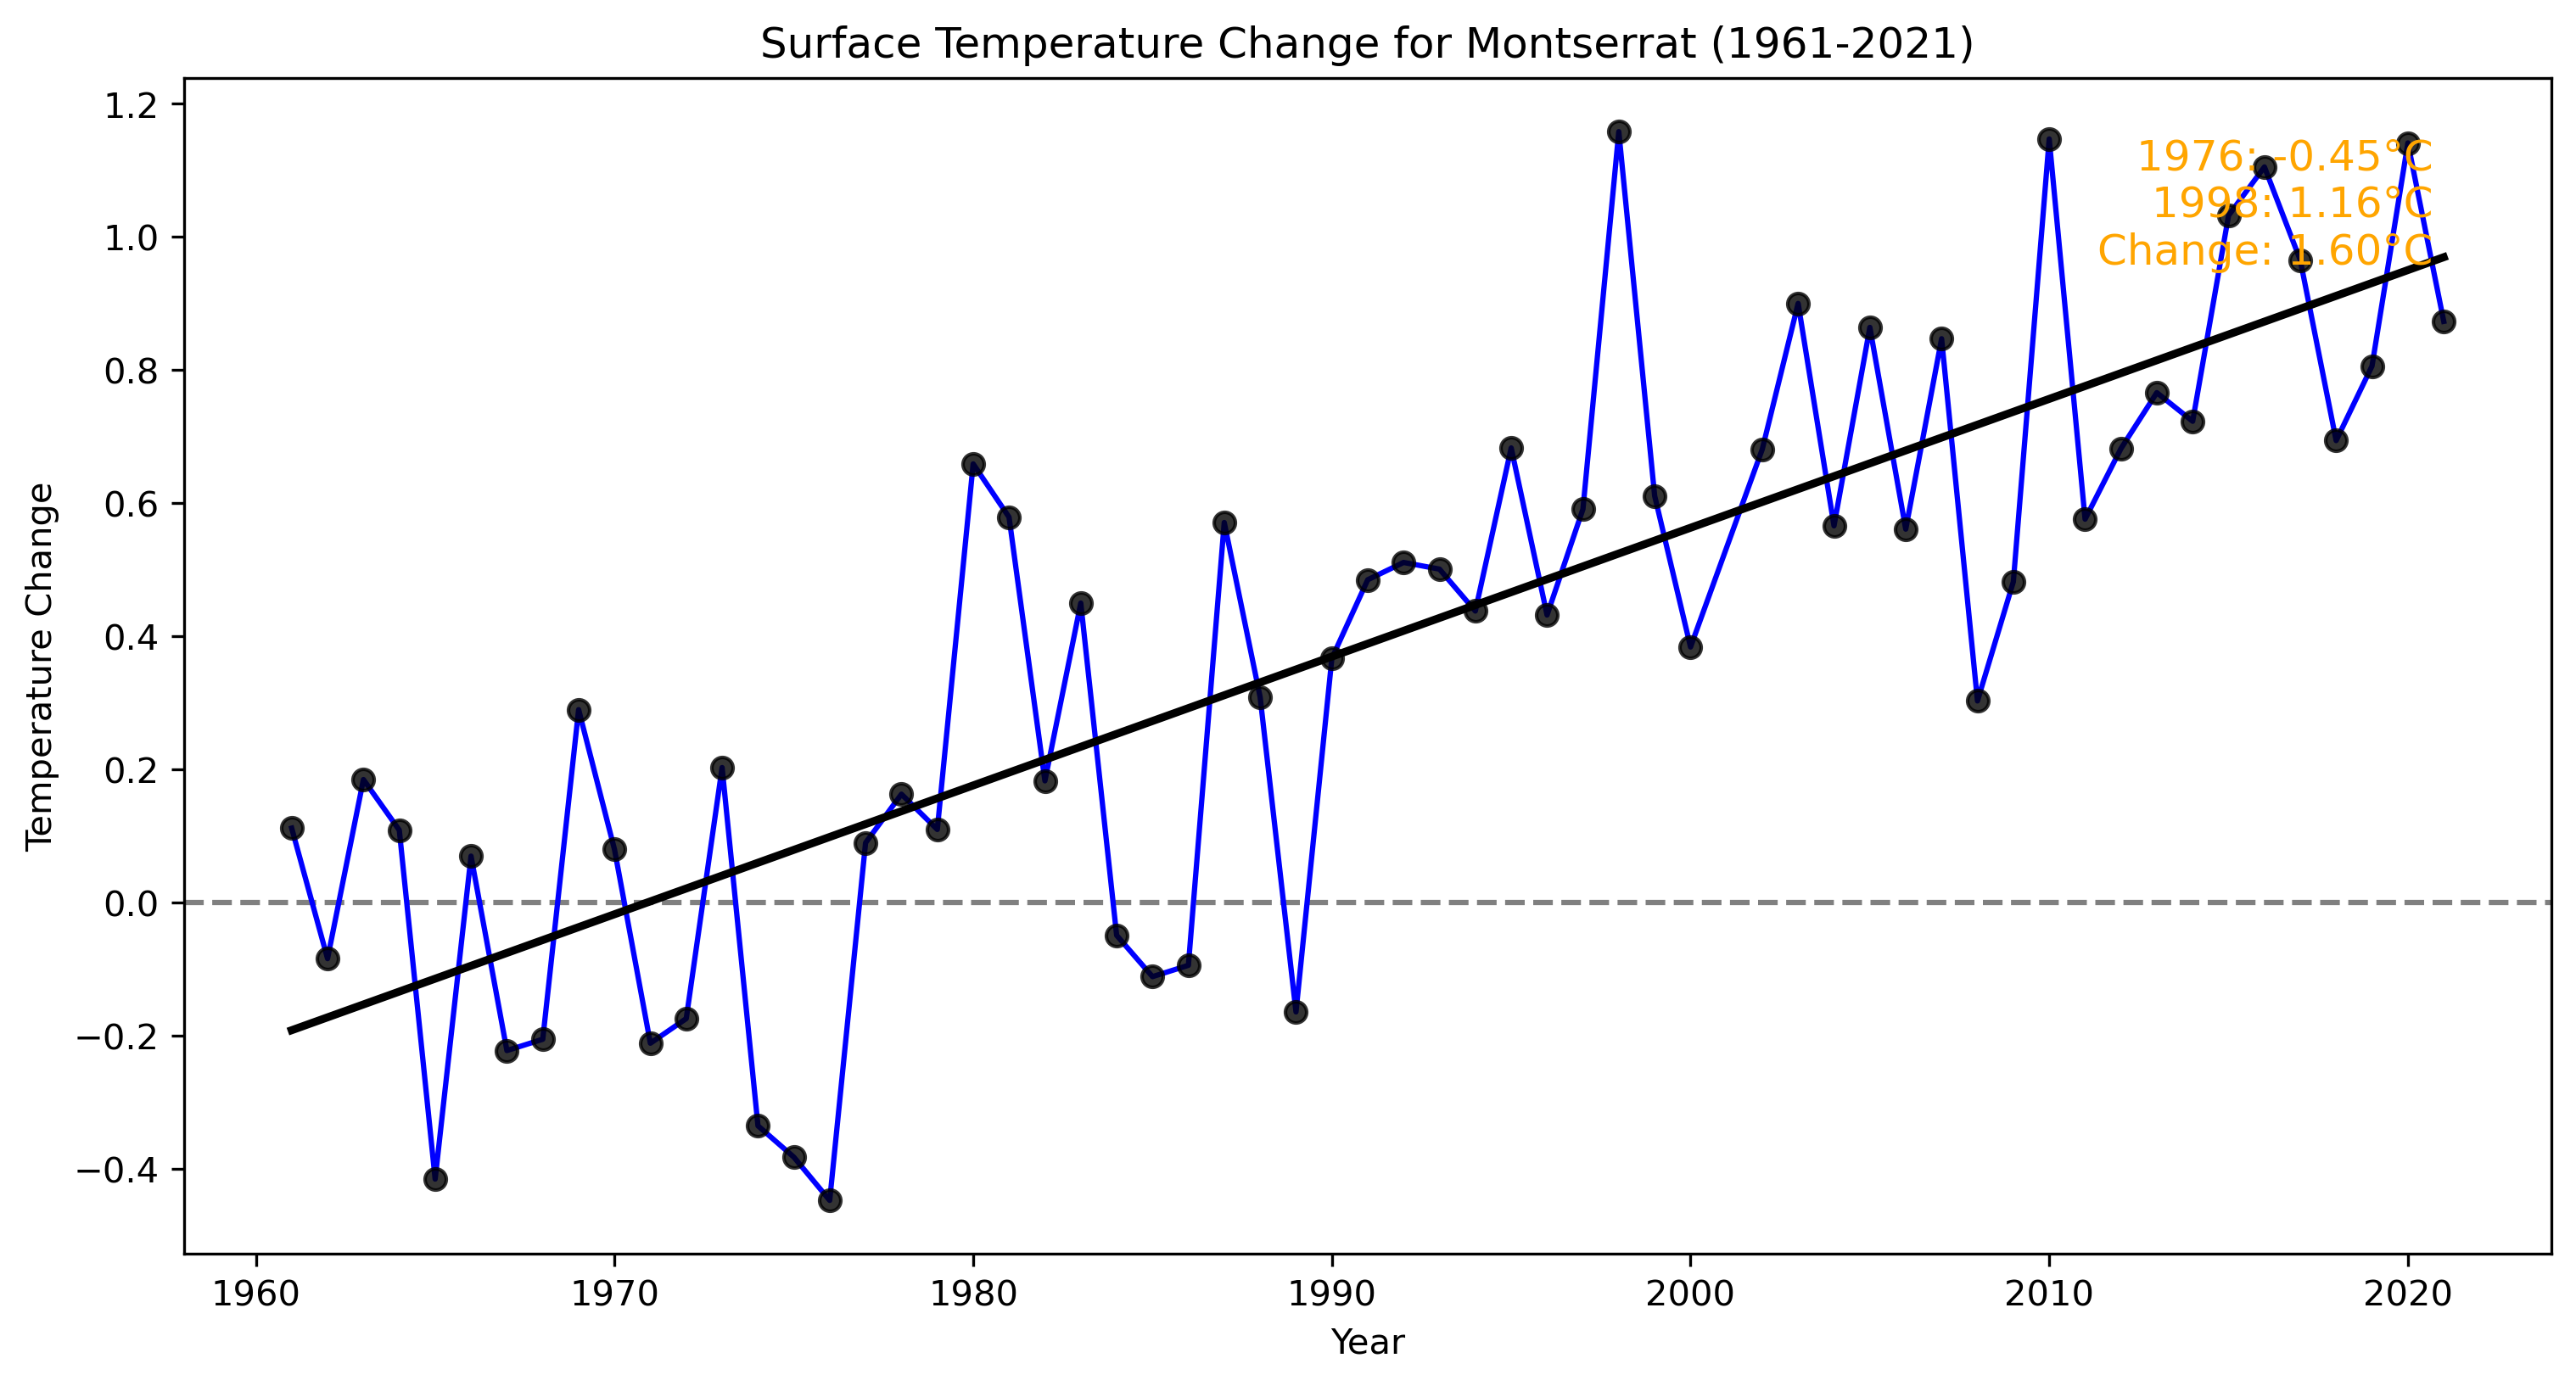 Surface Temperature Change for Montserrat (1961-2021)
1.2
1.0
0.8
0.6
0.4
0.2
0.0
−0.2
−0.4
Temperature Change
1976: -0.45°C
1998: 1.16°C
Change: 1.60°C
1960 1970 1980 1990 2000 2010 2020
Year